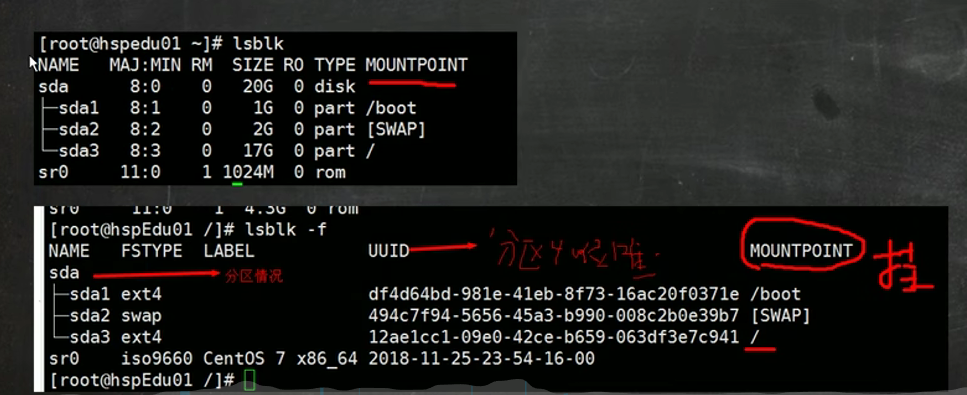 [root@hspedu01 ~]# lsblk
NAME MAJ:MIN RM SIZE RO TYPE MOUNTPOINT
sda 8:0 0 20G 0 disk
├─sda1 8:1 0 1G 0 part /boot
├─sda2 8:2 0 2G 0 part [SWAP]
└─sda3 8:3 0 17G 0 part /
sr0 11:0 1 1024M 0 rom
sr0 11:0 1 4.3G 0 rom
[root@hspEdu01 /]# lsblk -f
NAME FSTYPE LABEL UUID 分区 MOUNTPOINT
sda 分区情况
├─sda1 ext4 df4d64bd-981e-41eb-8f73-16ac20f0371e /boot
├─sda2 swap 494c7f94-5656-45a3-b990-008c2b0e39b7 [SWAP]
└─sda3 ext4 12ae1cc1-09e0-42ce-b659-063df3e7c941 /
sr0 iso9660 CentOS 7 x86_64 2018-11-25-23-54-16-00
[root@hspEdu01 /]#